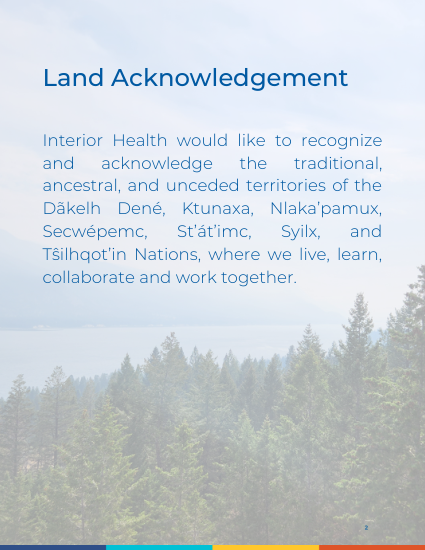 Land Acknowledgement
Interior Health would like to recognize
and acknowledge the traditional,
ancestral, and unceded territories of the
Dãkelh Dené, Ktunaxa, Nlaka’pamux,
Secwépemc, St’át’imc, Syilx, and
Tŝilhqot’in Nations, where we live, learn,
collaborate and work together.
2